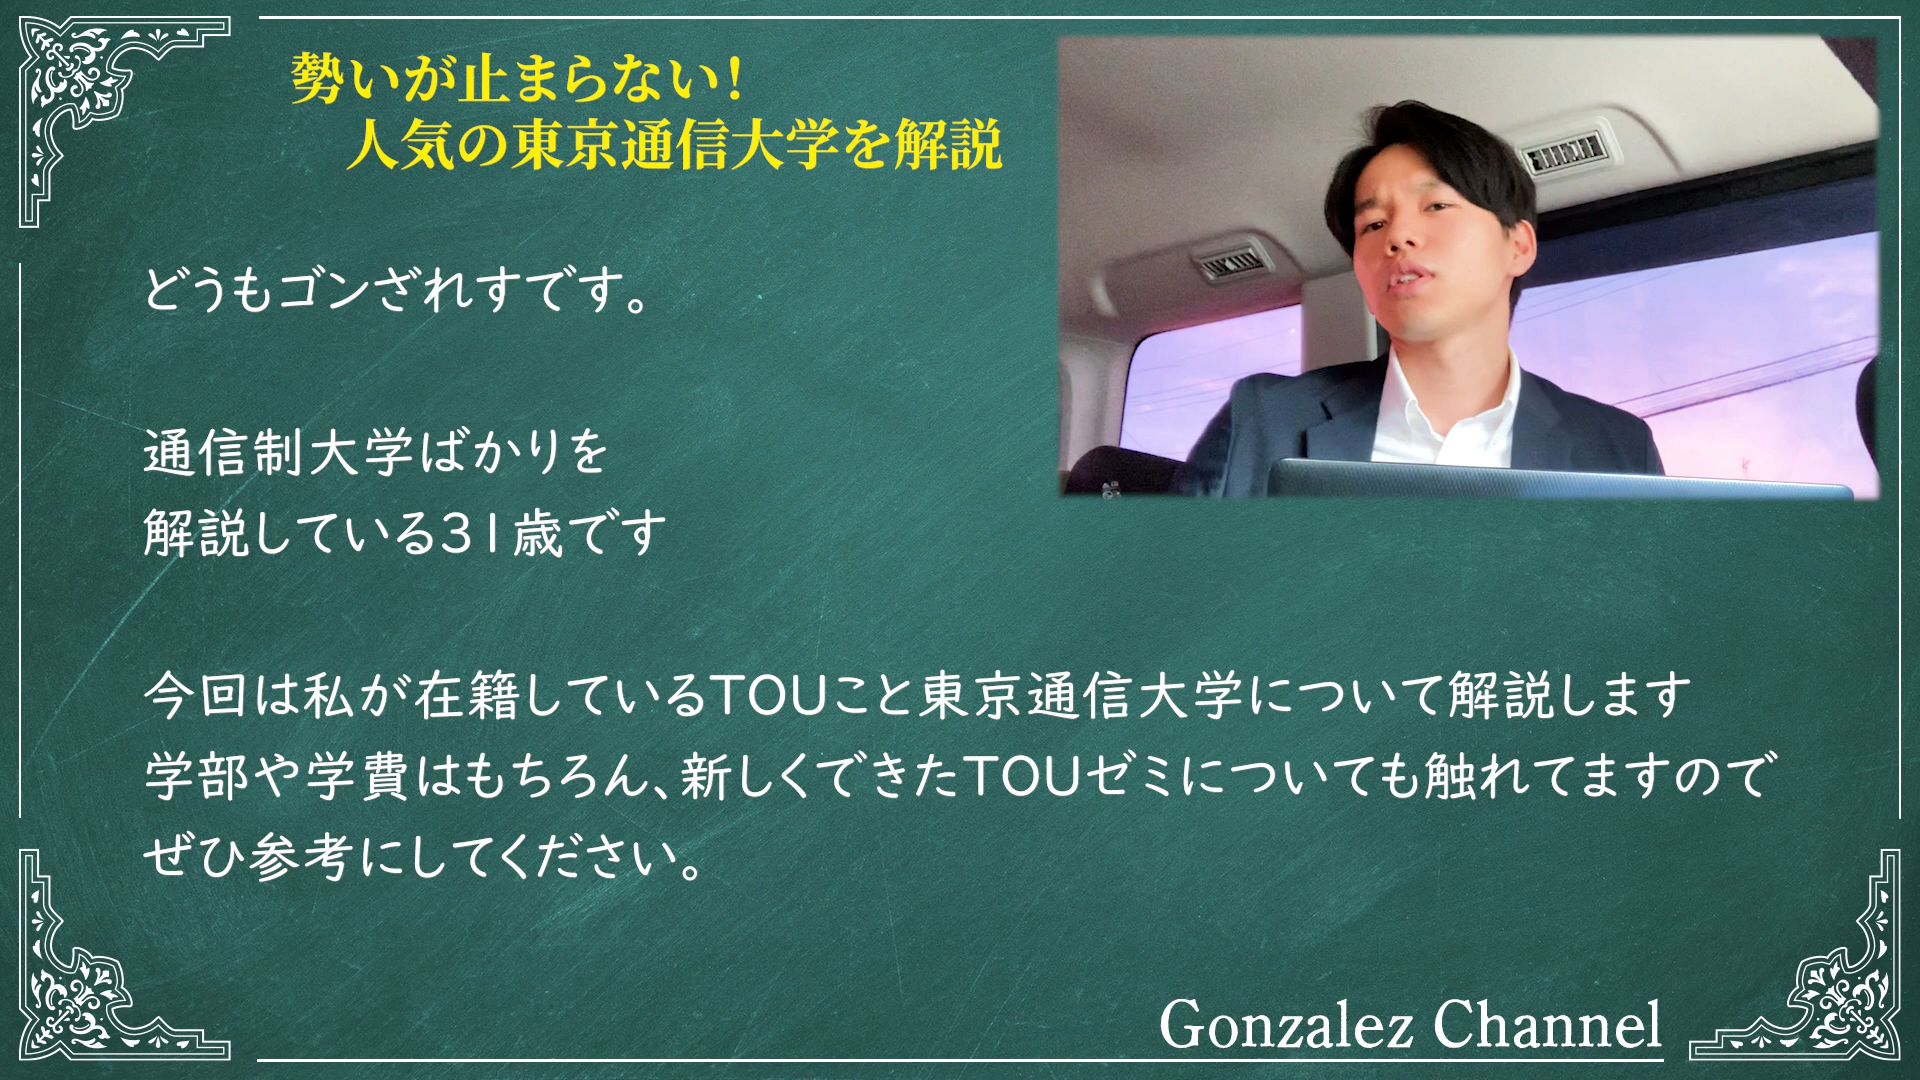 勢いが止まらない！
人気の東京通信大学を解説
どうもゴンざれすです。
通信制大学ばかりを
解説している31歳です
今回は私が在籍しているTOUこと東京通信大学について解説します
学部や学費はもちろん、新しくできたTOUゼミについても触れてますので
ぜひ参考にしてください。
Gonzalez Channel